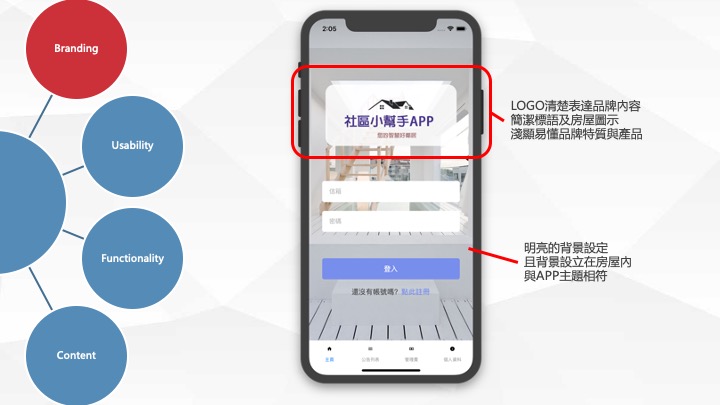 Branding
Usability
Functionality
Content
2:05
社區小幫手APP
您的智慧好鄰居
信箱
密碼
登入
還沒有帳號嗎? 點此註冊
主頁
公告列表
個人資料
LOGO清楚表達品牌內容
簡潔標語及房屋圖示
淺顯易懂品牌特質與產品
明亮的背景設定
且背景設立在房屋內
與APP主題相符